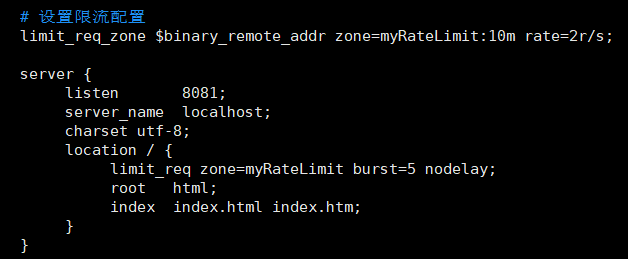 # 设置限流配置
limit_req_zone $binary_remote_addr zone=myRateLimit:10m rate=2r/s;

server {
     listen       8081;
     server_name  localhost;
     charset utf-8;
     location / {
          limit_req zone=myRateLimit burst=5 nodelay;
          root   html;
          index  index.html index.htm;
     }
}